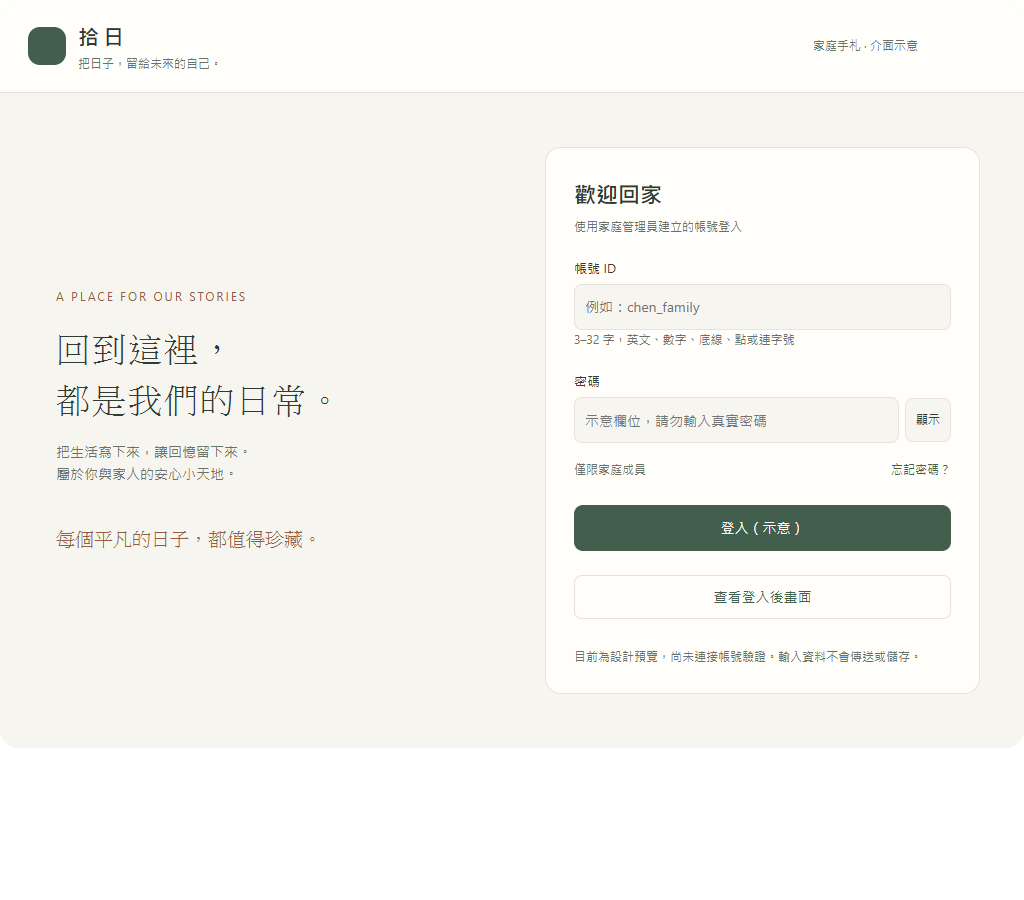 拾日
把日子，留給未來的自己。
家庭手札 · 介面示意
A PLACE FOR OUR STORIES
回到這裡，
都是我們的日常。
把生活寫下來，讓回憶留下來。
屬於你與家人的安心小天地。
每個平凡的日子，都值得珍藏。
歡迎回家
使用家庭管理員建立的帳號登入
帳號 ID
例如：chen_family
3–32 字，英文、數字、底線、點或連字號
密碼
示意欄位，請勿輸入真實密碼
顯示
僅限家庭成員
忘記密碼？
登入（示意）
查看登入後畫面
目前為設計預覽，尚未連接帳號驗證。輸入資料不會傳送或儲存。